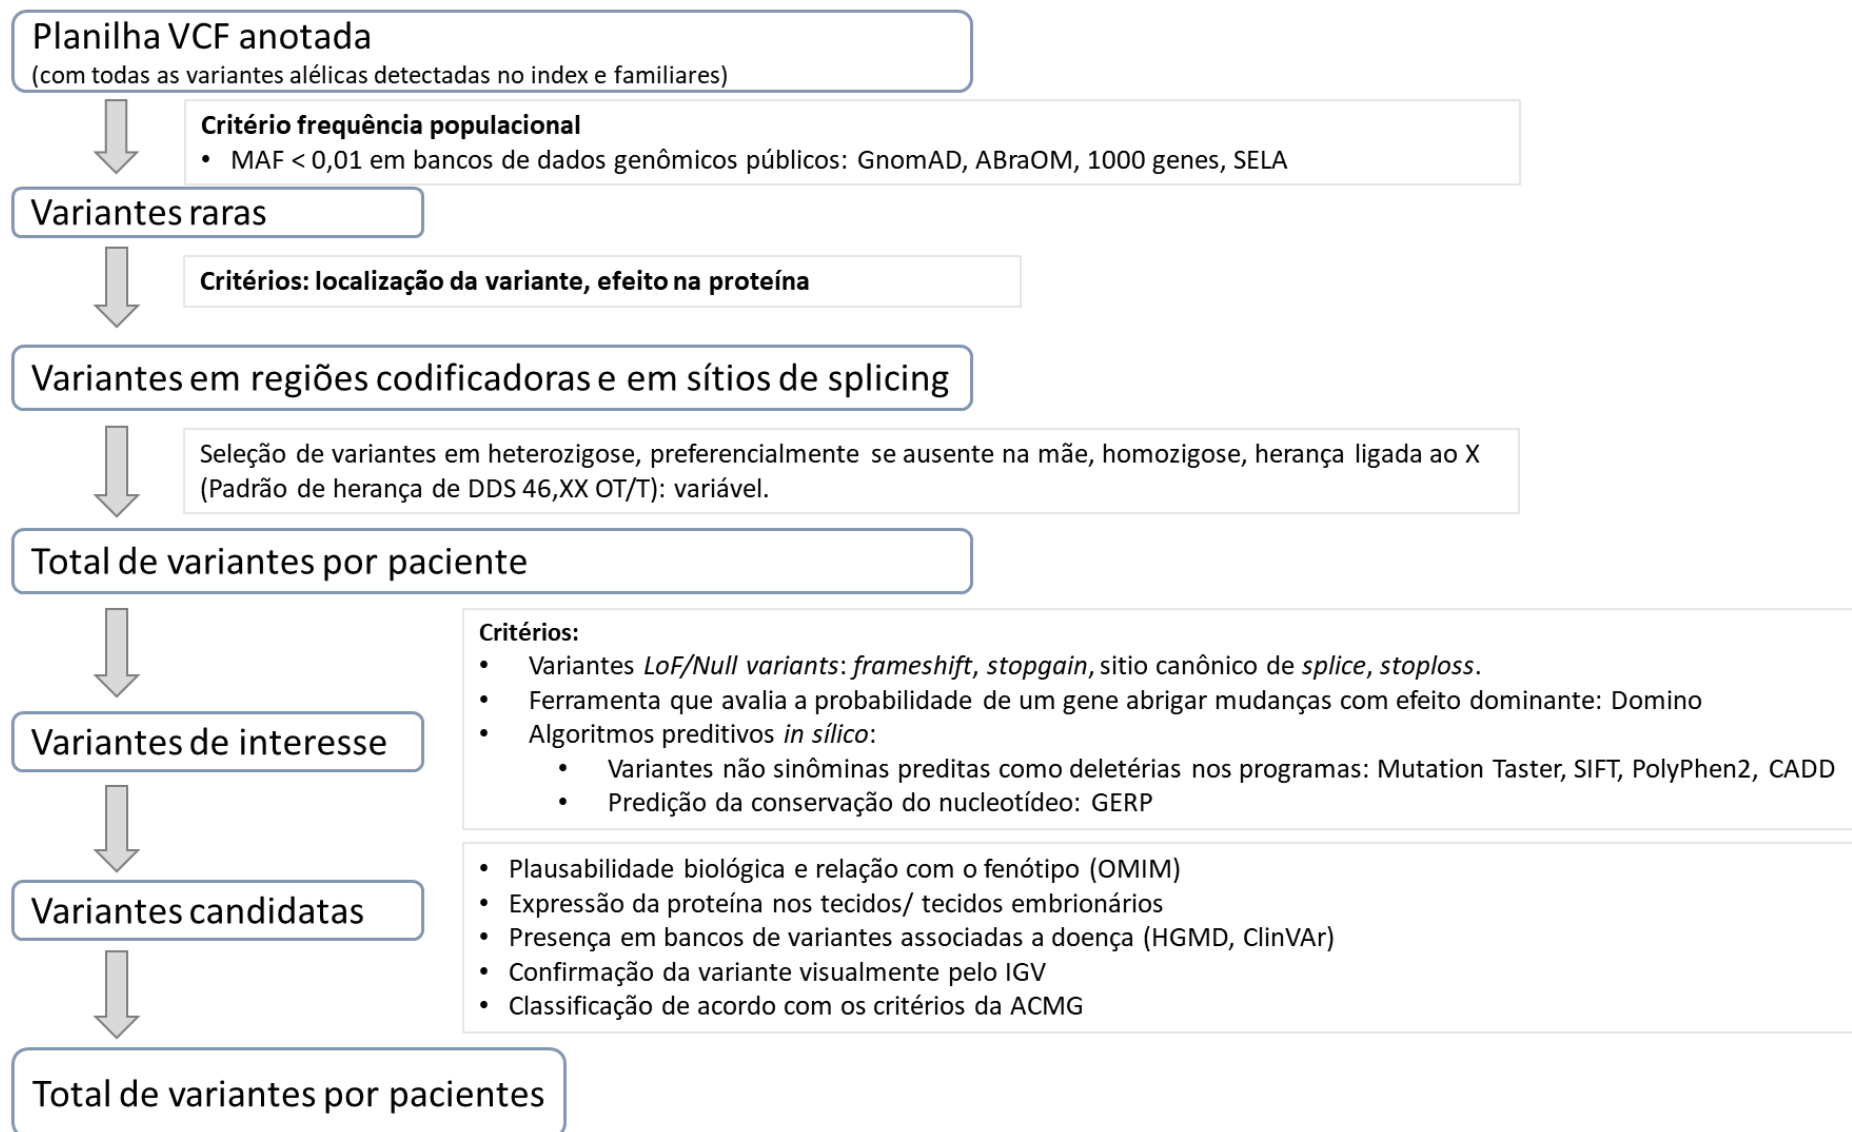 Planilha VCF anotada
(com todas as variantes alélicas detectadas no index e familiares)
Critério frequência populacional
• MAF < 0,01 em bancos de dados genômicos públicos: GnomAD, ABraOM, 1000 genes, SELA
Variantes raras
Critérios: localização da variante, efeito na proteína
Variantes em regiões codificadoras e em sítios de splicing
Seleção de variantes em heterozigose, preferencialmente se ausente na mãe, homozigose, herança ligada ao X
(Padrão de herança de DDS 46,XX OT/T): variável.
Total de variantes por paciente
Critérios:
• Variantes LoF/Null variants: frameshift, stopgain, sitio canônico de splice, stoploss.
• Ferramenta que avalia a probabilidade de um gene abrigar mudanças com efeito dominante: Domino
• Algoritmos preditivos in sílico:
• Variantes não sinôminas preditas como deletérias nos programas: Mutation Taster, SIFT, PolyPhen2, CADD
• Predição da conservação do nucleotídeo: GERP
Variantes de interesse
• Plausabilidade biológica e relação com o fenótipo (OMIM)
• Expressão da proteína nos tecidos/ tecidos embrionários
• Presença em bancos de variantes associadas a doença (HGMD, ClinVAr)
• Confirmação da variante visualmente pelo IGV
• Classificação de acordo com os critérios da ACMG
Variantes candidatas
Total de variantes por pacientes